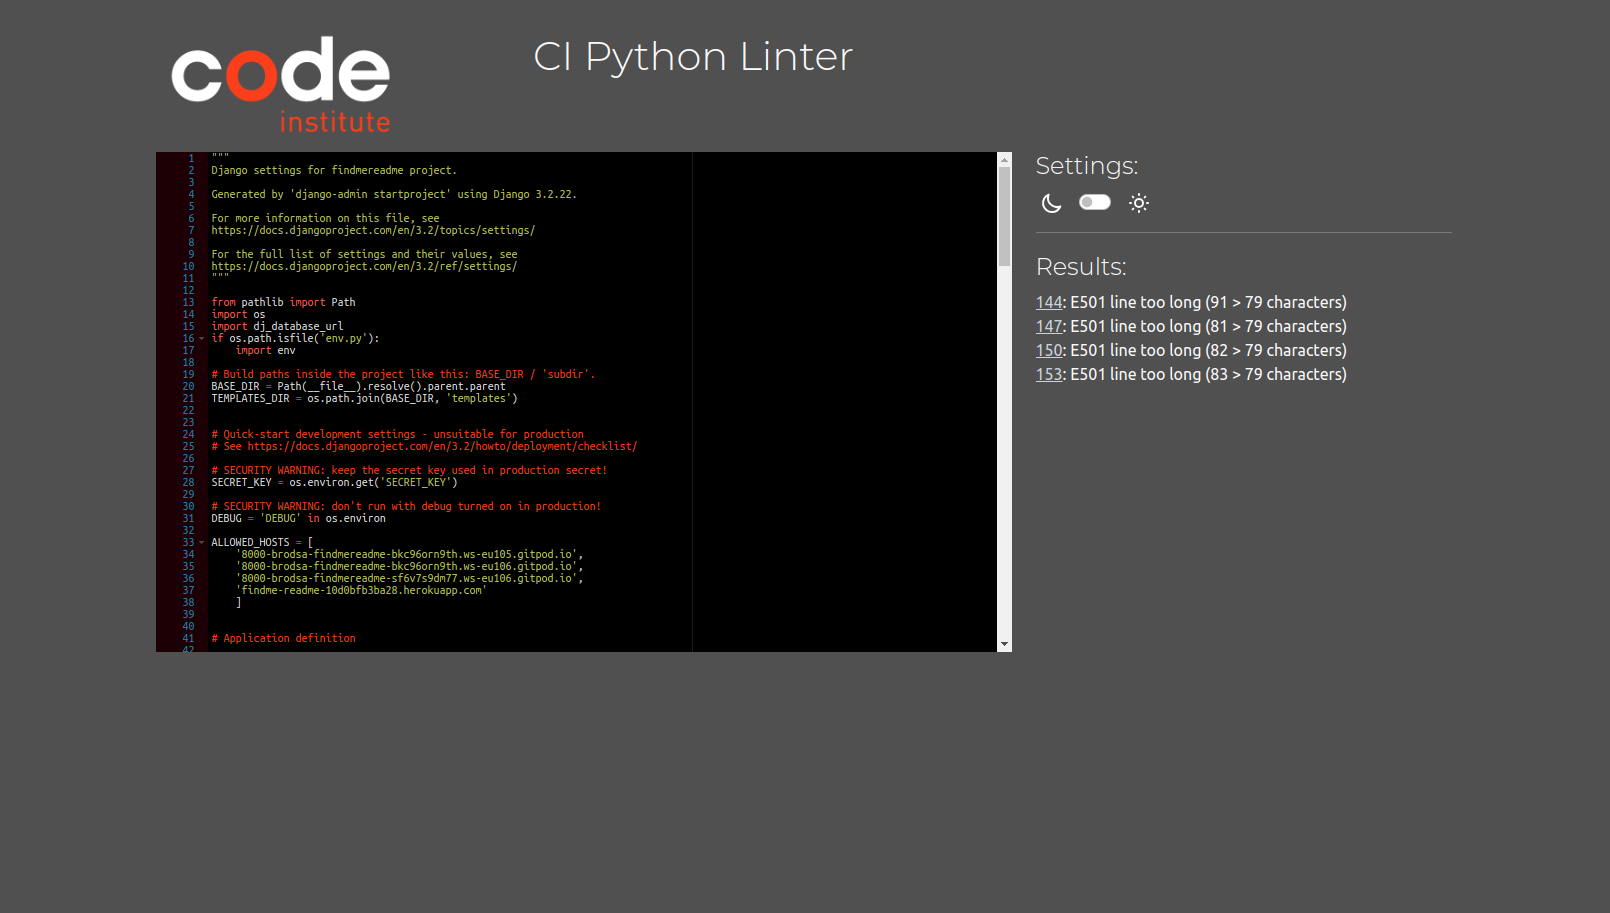 code
institute
CI Python Linter
1 """
2 Django settings for findmereadme project.
3
4 Generated by 'django-admin startproject' using Django 3.2.22.
5
6 For more information on this file, see
7 https://docs.djangoproject.com/en/3.2/topics/settings/
8
9 For the full list of settings and their values, see
10 https://docs.djangoproject.com/en/3.2/ref/settings/
11 """
12
13 from pathlib import Path
14 import os
15 import dj_database_url
16 if os.path.isfile('env.py'):
17     import env
18
19 # Build paths inside the project like this: BASE_DIR / 'subdir'.
20 BASE_DIR = Path(__file__).resolve().parent.parent
21 TEMPLATES_DIR = os.path.join(BASE_DIR, 'templates')
22
23
24 # Quick-start development settings - unsuitable for production
25 # See https://docs.djangoproject.com/en/3.2/howto/deployment/checklist/
26
27 # SECURITY WARNING: keep the secret key used in production secret!
28 SECRET_KEY = os.environ.get('SECRET_KEY')
29
30 # SECURITY WARNING: don't run with debug turned on in production!
31 DEBUG = 'DEBUG' in os.environ
32
33 ALLOWED_HOSTS = [
34     '8000-brodsa-findmereadme-bkc96orn9th.ws-eu105.gitpod.io',
35     '8000-brodsa-findmereadme-bkc96orn9th.ws-eu106.gitpod.io',
36     '8000-brodsa-findmereadme-sf6v7s9dm77.ws-eu106.gitpod.io',
37     'findme-readme-10d0bfb3ba28.herokuapp.com'
38     ]
39
40
41 # Application definition
42
Settings:
Results:
144: E501 line too long (91 > 79 characters)
147: E501 line too long (81 > 79 characters)
150: E501 line too long (82 > 79 characters)
153: E501 line too long (83 > 79 characters)